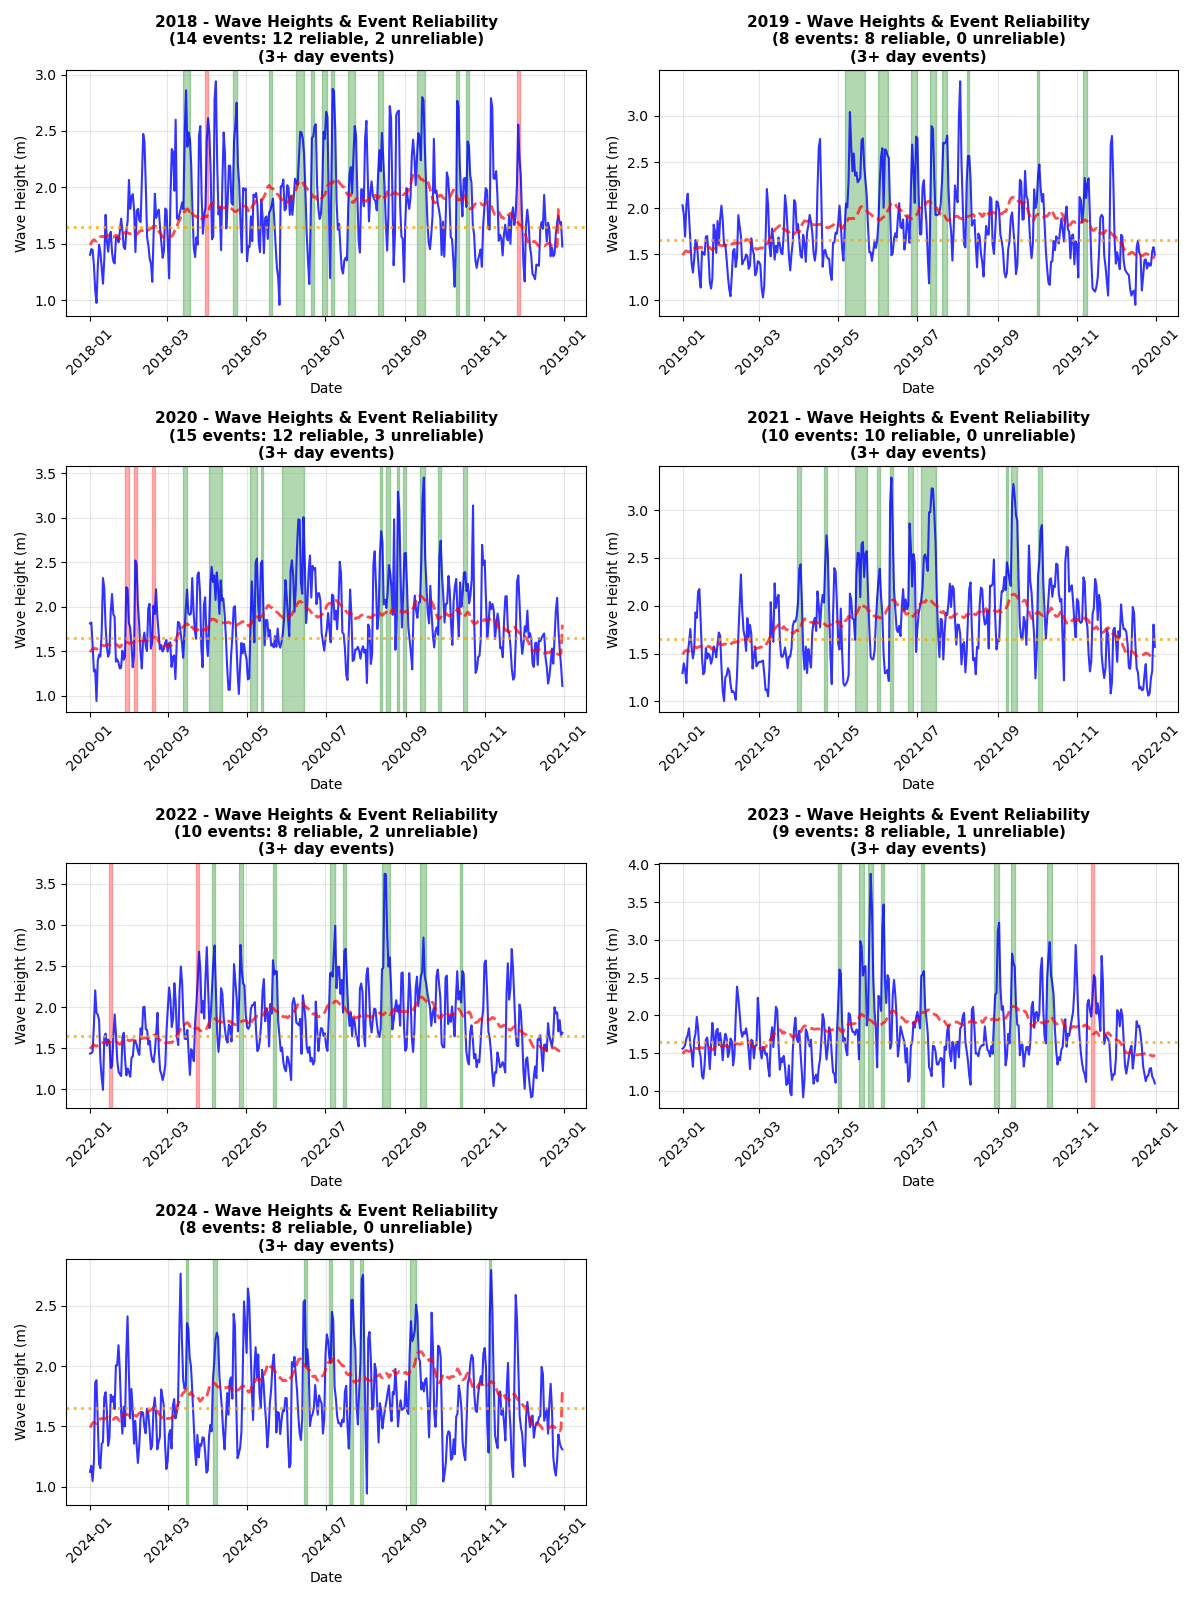 2018 - Wave Heights & Event Reliability
(14 events: 12 reliable, 2 unreliable)
(3+ day events)
Wave Height (m)
3.0
2.5
2.0
1.5
1.0
2018-01
2018-03
2018-05
2018-07
2018-09
2018-11
2019-01
Date
2019 - Wave Heights & Event Reliability
(8 events: 8 reliable, 0 unreliable)
(3+ day events)
Wave Height (m)
3.0
2.5
2.0
1.5
1.0
2019-01
2019-03
2019-05
2019-07
2019-09
2019-11
2020-01
Date
2020 - Wave Heights & Event Reliability
(15 events: 12 reliable, 3 unreliable)
(3+ day events)
Wave Height (m)
3.5
3.0
2.5
2.0
1.5
1.0
2020-01
2020-03
2020-05
2020-07
2020-09
2020-11
2021-01
Date
2021 - Wave Heights & Event Reliability
(10 events: 10 reliable, 0 unreliable)
(3+ day events)
Wave Height (m)
3.0
2.5
2.0
1.5
1.0
2021-01
2021-03
2021-05
2021-07
2021-09
2021-11
2022-01
Date
2022 - Wave Heights & Event Reliability
(10 events: 8 reliable, 2 unreliable)
(3+ day events)
Wave Height (m)
3.5
3.0
2.5
2.0
1.5
1.0
2022-01
2022-03
2022-05
2022-07
2022-09
2022-11
2023-01
Date
2023 - Wave Heights & Event Reliability
(9 events: 8 reliable, 1 unreliable)
(3+ day events)
Wave Height (m)
4.0
3.5
3.0
2.5
2.0
1.5
1.0
2023-01
2023-03
2023-05
2023-07
2023-09
2023-11
2024-01
Date
2024 - Wave Heights & Event Reliability
(8 events: 8 reliable, 0 unreliable)
(3+ day events)
Wave Height (m)
2.5
2.0
1.5
1.0
2024-01
2024-03
2024-05
2024-07
2024-09
2024-11
2025-01
Date